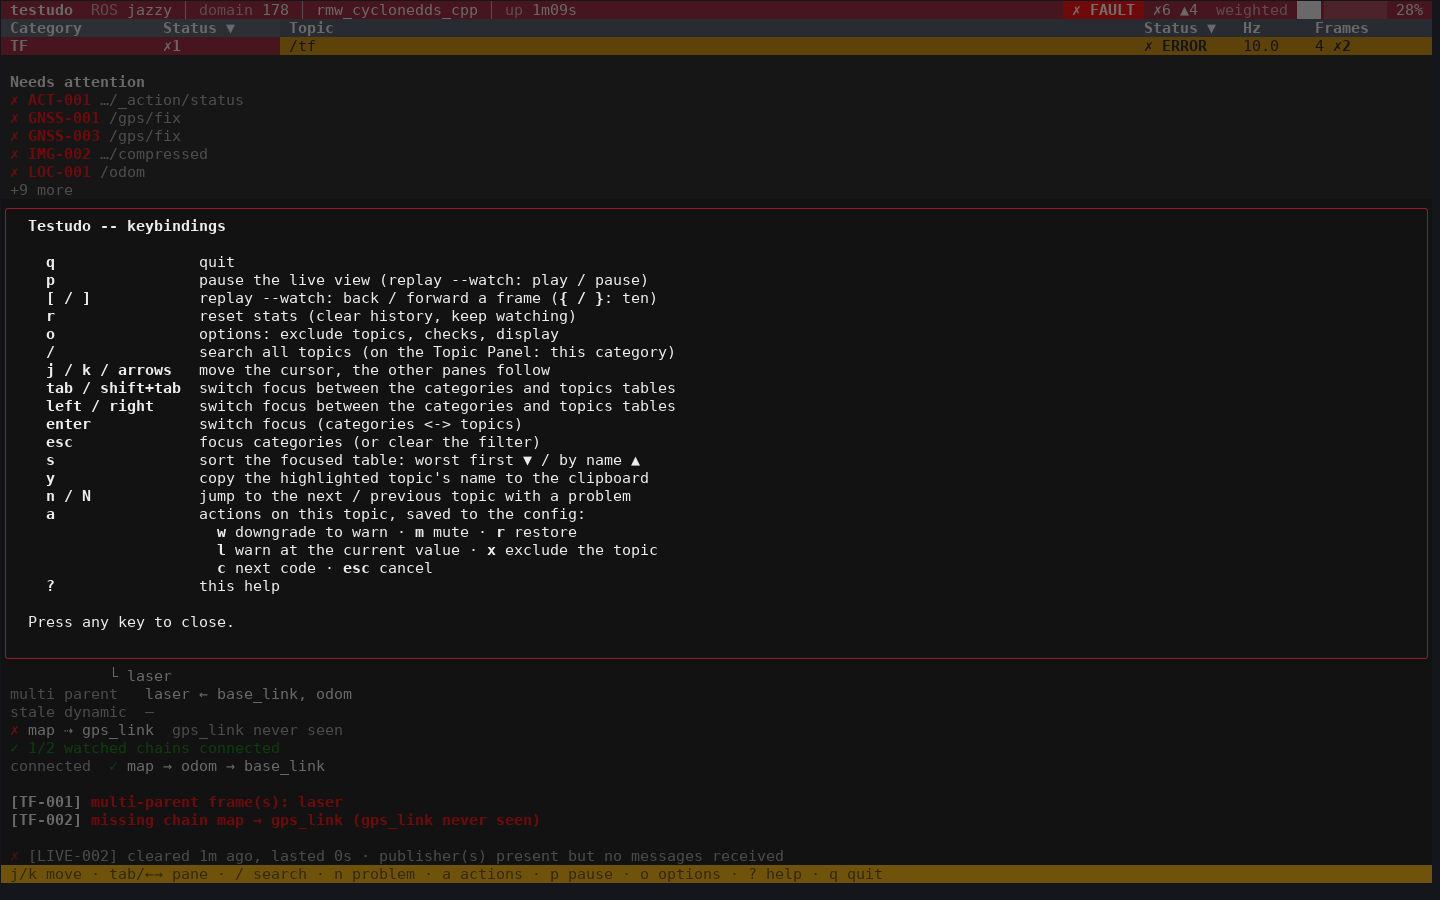 testudo  ROS jazzy │ domain 178 │ rmw_cyclonedds_cpp │ up 1m09s ✗ FAULT ✗6 ▲4 weighted 28%
Category Status ▼ Topic Status ▼ Hz Frames
TF ✗1 /tf ✗ ERROR 10.0 4 ✗2
Needs attention
✗ ACT-001 …/_action/status
✗ GNSS-001 /gps/fix
✗ GNSS-003 /gps/fix
✗ IMG-002 …/compressed
✗ LOC-001 /odom
+9 more
Testudo -- keybindings
q quit
p pause the live view (replay --watch: play / pause)
[ / ] replay --watch: back / forward a frame ({ / }: ten)
r reset stats (clear history, keep watching)
o options: exclude topics, checks, display
/ search all topics (on the Topic Panel: this category)
j / k / arrows move the cursor, the other panes follow
tab / shift+tab switch focus between the categories and topics tables
left / right switch focus between the categories and topics tables
enter switch focus (categories <-> topics)
esc focus categories (or clear the filter)
s sort the focused table: worst first ▼ / by name ▲
y copy the highlighted topic's name to the clipboard
n / N jump to the next / previous topic with a problem
a actions on this topic, saved to the config:
w downgrade to warn · m mute · r restore
l warn at the current value · x exclude the topic
c next code · esc cancel
? this help
Press any key to close.
└ laser
multi parent laser ← base_link, odom
stale dynamic —
✗ map ⇢ gps_link gps_link never seen
✓ 1/2 watched chains connected
connected ✓ map → odom → base_link
[TF-001] multi-parent frame(s): laser
[TF-002] missing chain map → gps_link (gps_link never seen)
✗ [LIVE-002] cleared 1m ago, lasted 0s · publisher(s) present but no messages received
j/k move · tab/←→ pane · / search · n problem · a actions · p pause · o options · ? help · q quit